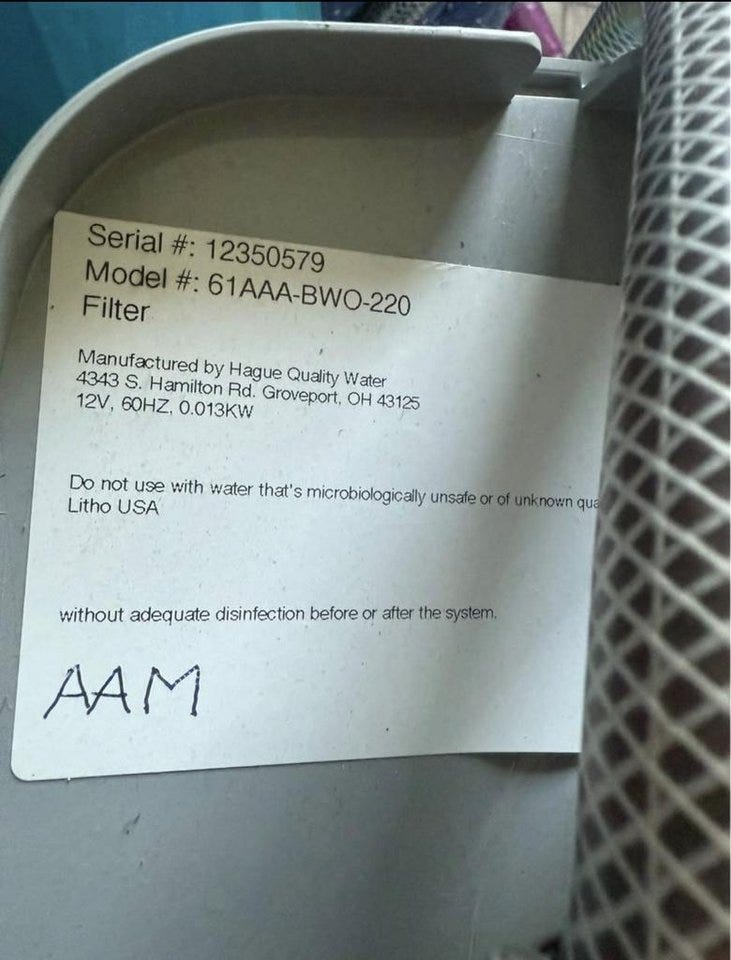 Serial #: 12350579
Model #: 61AAA-BWO-220
Filter
Manufactured by Hague Quality Water
4343 S. Hamilton Rd. Groveport, OH 43125
12V, 60HZ, 0.013KW
Do not use with water that's microbiologically unsafe or of unknown qua
Litho USA
without adequate disinfection before or after the system.
AAM